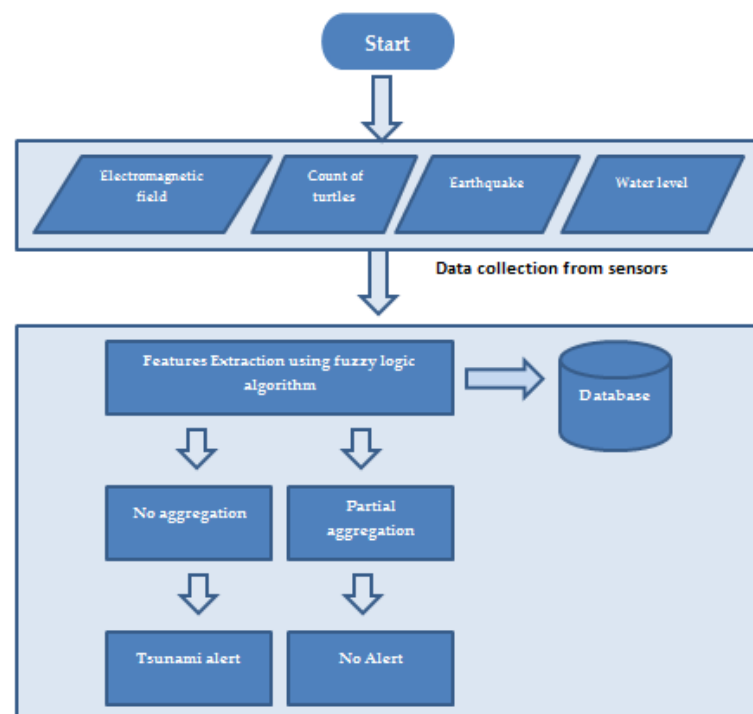 Start
Electromagnetic
field
Count of
turtles
Earthquake
Water level
Data collection from sensors
Features Extraction using fuzzy logic
algorithm
Database
No aggregation
Partial
aggregation
Tsunami alert
No Alert